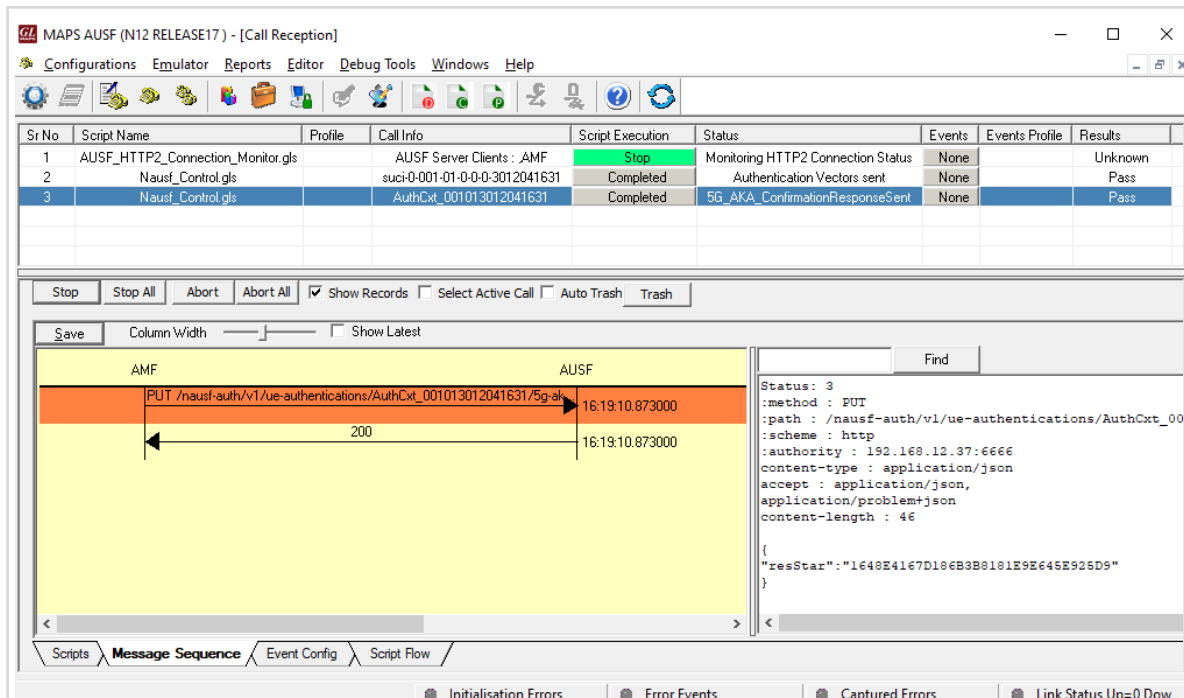 GL MAPS
MAPS AUSF (N12 RELEASE17 ) - [Call Reception]
Configurations Emulator Reports Editor Debug Tools Windows Help
Sr No Script Name Profile Call Info Script Execution Status Events Events Profile Results
1 AUSF_HTTP2_Connection_Monitor.gls AUSF Server Clients : ,AMF Stop Monitoring HTTP2 Connection Status None Unknown
2 Nausf_Control.gls suci-0-001-01-0-0-0-3012041631 Completed Authentication Vectors sent None Pass
3 Nausf_Control.gls AuthCxt_001013012041631 Completed 5G_AKA_ConfirmationResponseSent None Pass
Stop Stop All Abort Abort All Show Records Select Active Call Auto Trash Trash
Save Column Width Show Latest
AMF AUSF
PUT /nausf-auth/v1/ue-authentications/AuthCxt_001013012041631/5g-ak 16:19:10.873000
200 16:19:10.873000
Find
Status: 3
:method : PUT
:path : /nausf-auth/v1/ue-authentications/AuthCxt_00
:scheme : http
:authority : 192.168.12.37:6666
content-type : application/json
accept : application/json,
application/problem+json
content-length : 46
{
"resStar":"1648E4167D186B3B8181E9E645E925D9"
}
Scripts Message Sequence Event Config Script Flow
Initialisation Errors Error Events Captured Errors Link Status Up=0 Dow